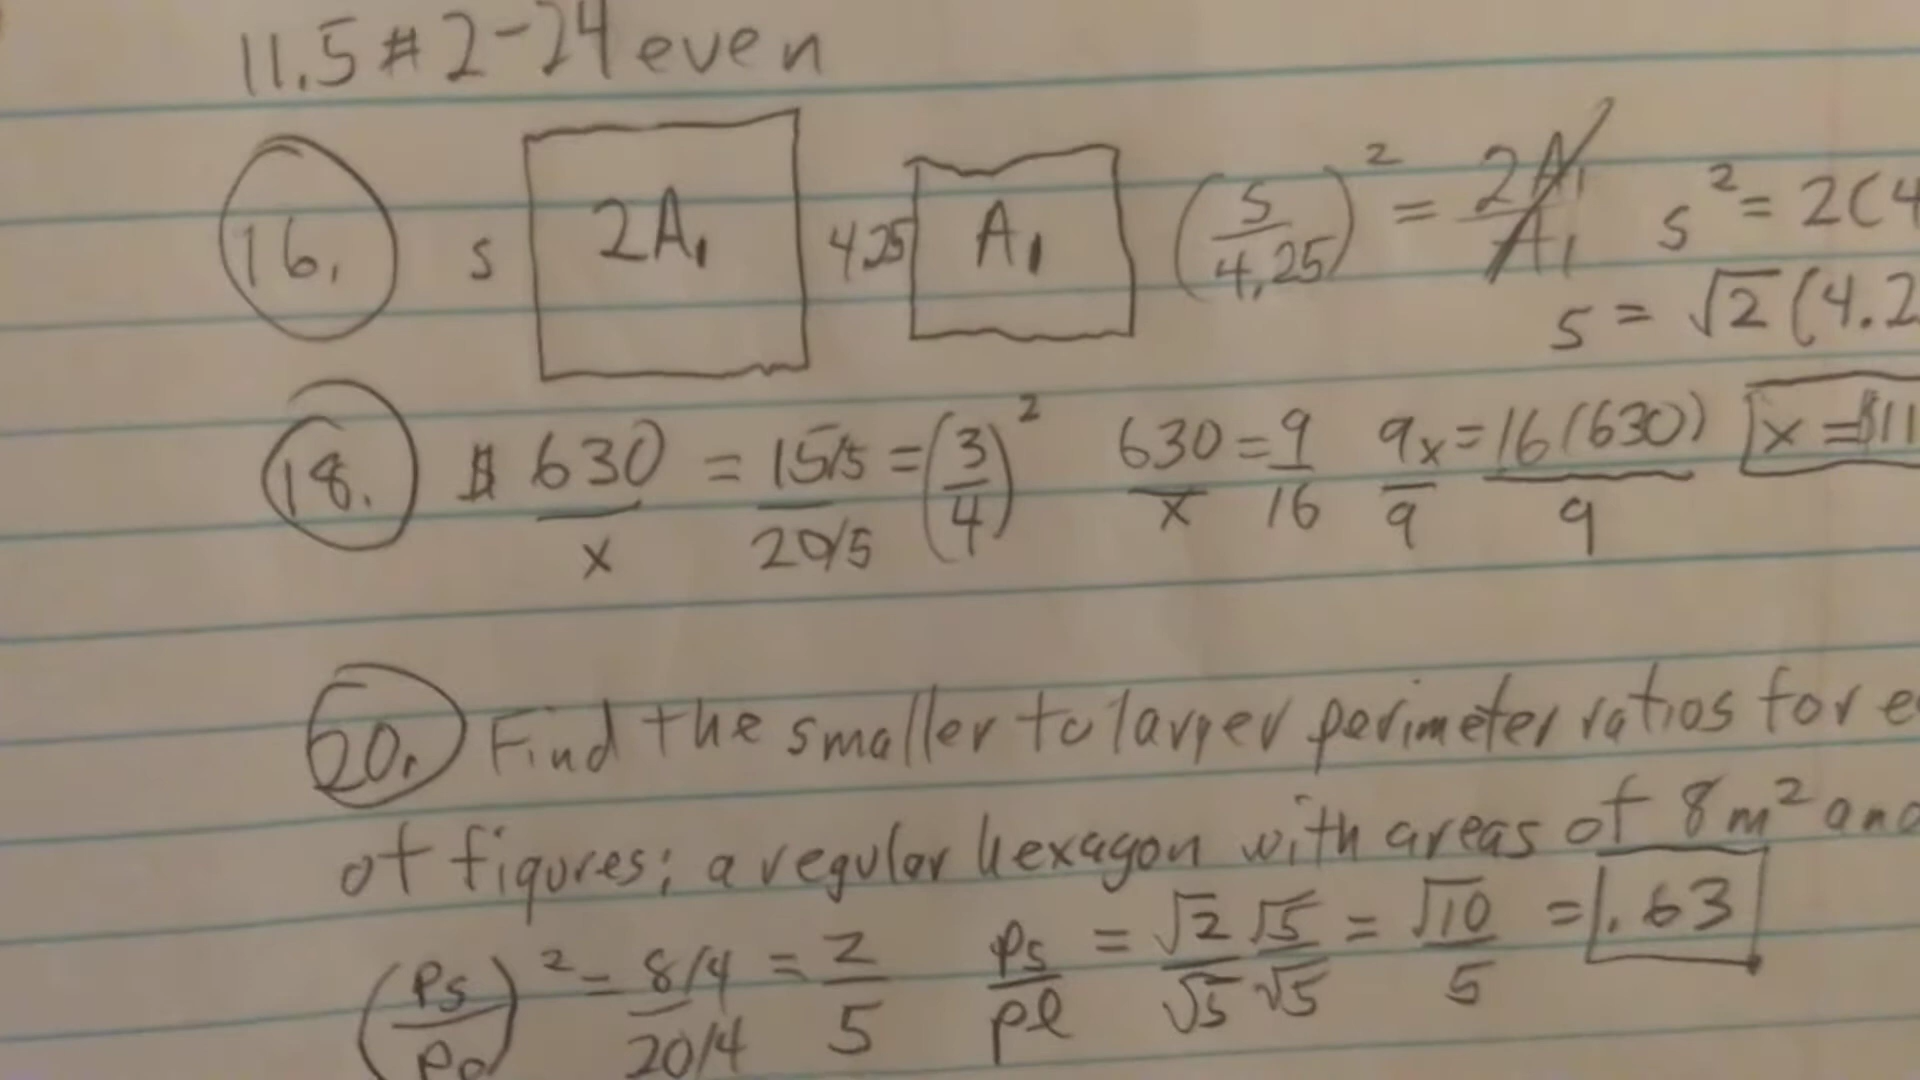 11.5 # 2-24 even
16. s 2A₁ 4.25 A₁ (s/4.25)² = 2A₁/A₁ s² = 2(4
s = √2 (4.2
18. $630/x = 15/5/20/5 = (3/4)² 630/x = 9/16 9x/9 = 16(630)/9 x = $11
20. Find the smaller to larger perimeter ratios for e
of figures; a regular hexagon with areas of 8m² and
(Ps/Pl)² = 8/4/20/4 = 2/5 Ps/Pl = √2 √5/√5 √5 = √10/5 = .63